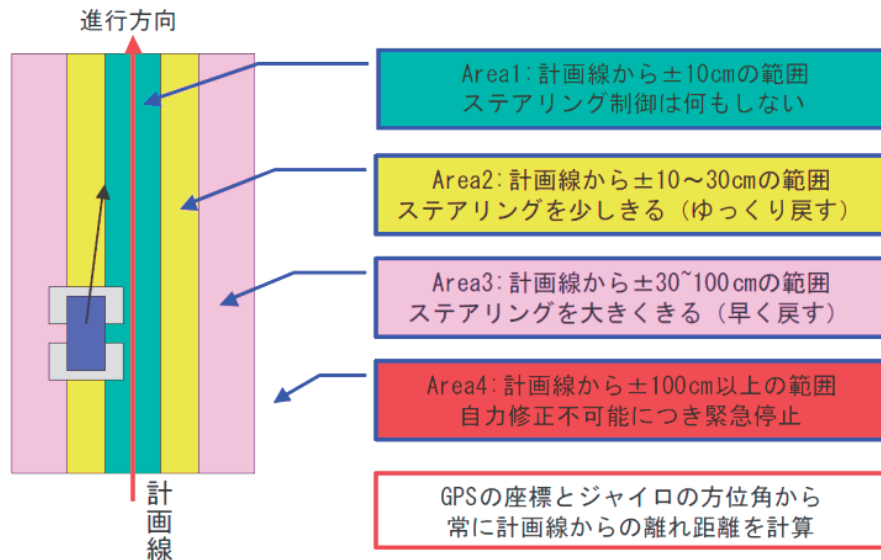 進行方向
Area1:計画線から±10cmの範囲
ステアリング制御は何もしない
Area2:計画線から±10～30cmの範囲
ステアリングを少しきる（ゆっくり戻す）
Area3:計画線から±30~100cmの範囲
ステアリングを大きくきる（早く戻す）
Area4:計画線から±100cm以上の範囲
自力修正不可能につき緊急停止
GPSの座標とジャイロの方位角から
常に計画線からの離れ距離を計算
計画線